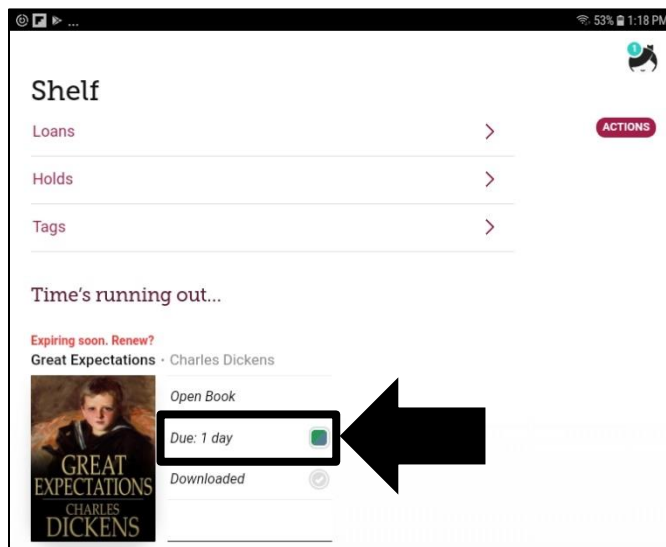 ... 53% 1:18 PM
1
Shelf
Loans
ACTIONS
Holds
Tags
Time's running out...
Expiring soon. Renew?
Great Expectations · Charles Dickens
Open Book
Due: 1 day
Downloaded
GREAT
EXPECTATIONS
CHARLES
DICKENS